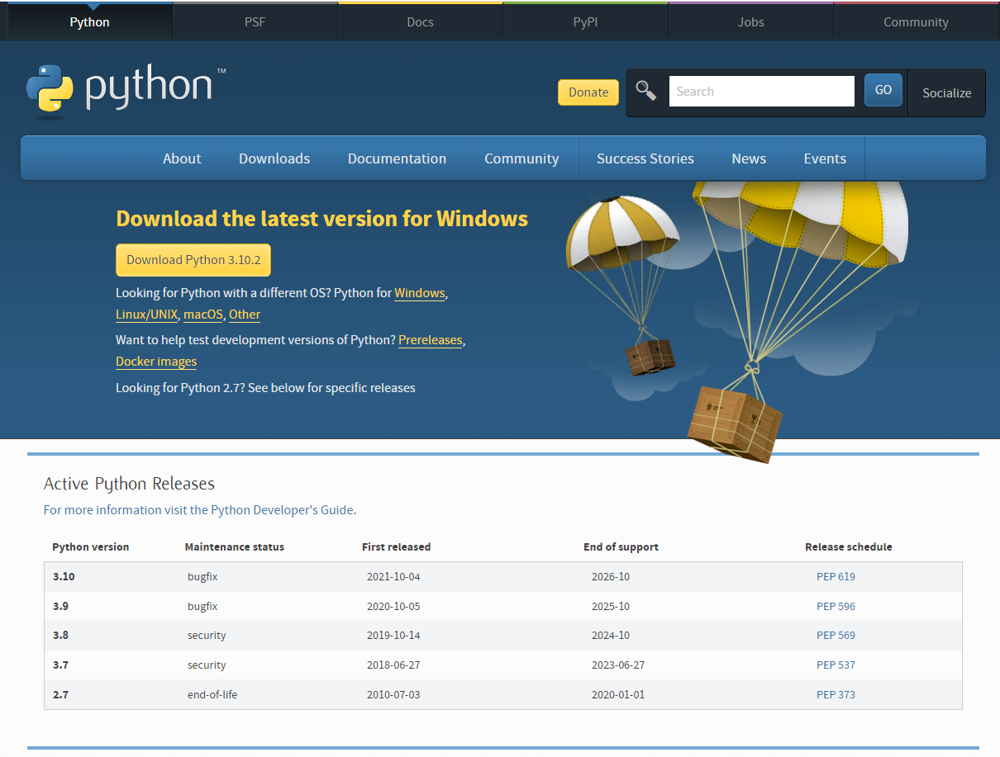 Python PSF Docs PyPI Jobs Community
python™
Donate Search GO Socialize
About Downloads Documentation Community Success Stories News Events
Download the latest version for Windows
Download Python 3.10.2
Looking for Python with a different OS? Python for Windows,
Linux/UNIX, macOS, Other
Want to help test development versions of Python? Prereleases,
Docker images
Looking for Python 2.7? See below for specific releases
Active Python Releases
For more information visit the Python Developer's Guide.
Python version Maintenance status First released End of support Release schedule
3.10 bugfix 2021-10-04 2026-10 PEP 619
3.9 bugfix 2020-10-05 2025-10 PEP 596
3.8 security 2019-10-14 2024-10 PEP 569
3.7 security 2018-06-27 2023-06-27 PEP 537
2.7 end-of-life 2010-07-03 2020-01-01 PEP 373